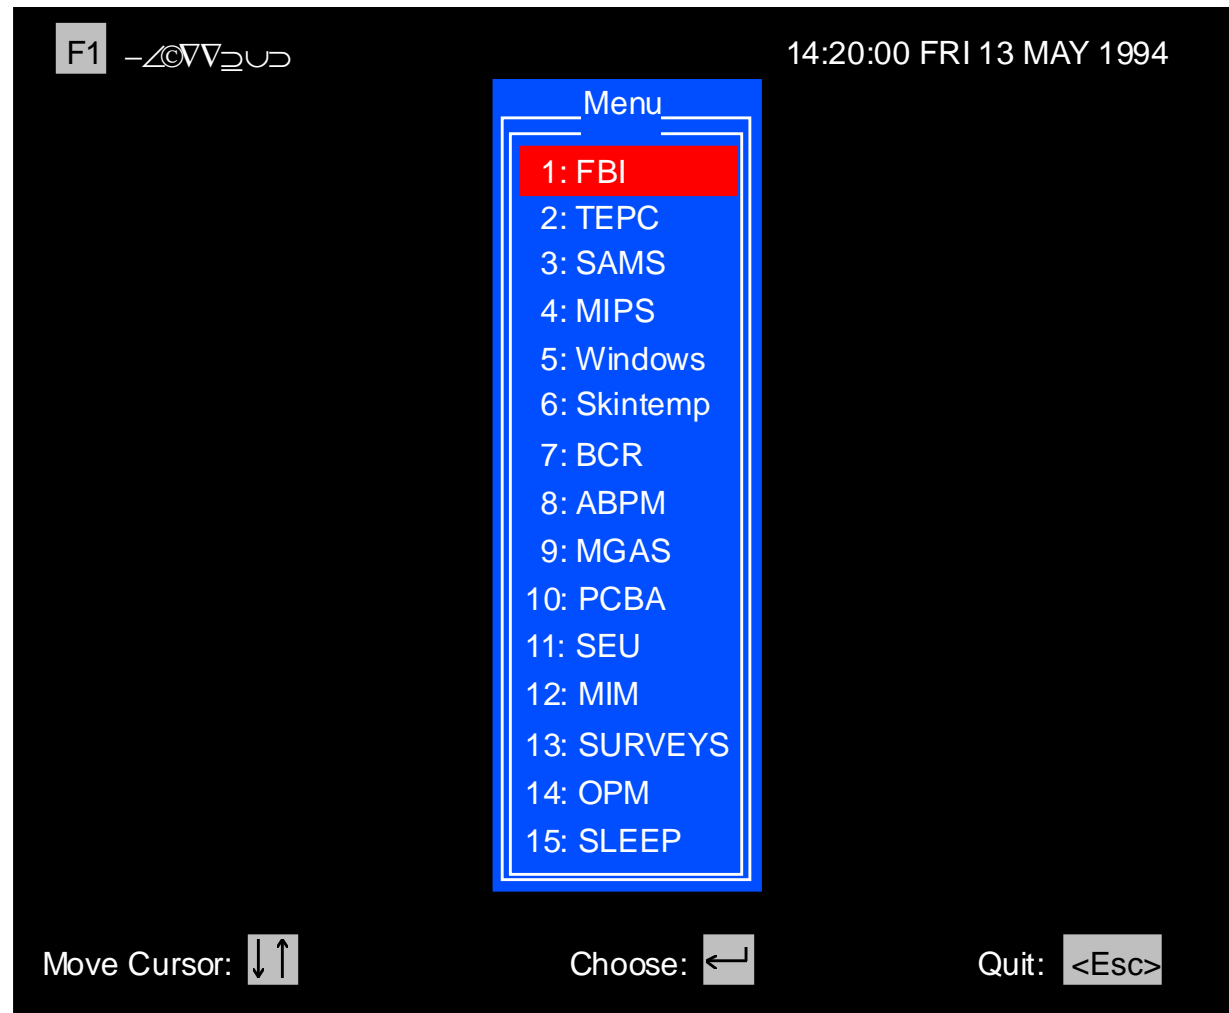 F1 –∠©∇∇⊇∪⊃
14:20:00 FRI 13 MAY 1994
Menu
1: FBI
2: TEPC
3: SAMS
4: MIPS
5: Windows
6: Skintemp
7: BCR
8: ABPM
9: MGAS
10: PCBA
11: SEU
12: MIM
13: SURVEYS
14: OPM
15: SLEEP
Move Cursor: ↓↑
Choose: ↵
Quit: <Esc>